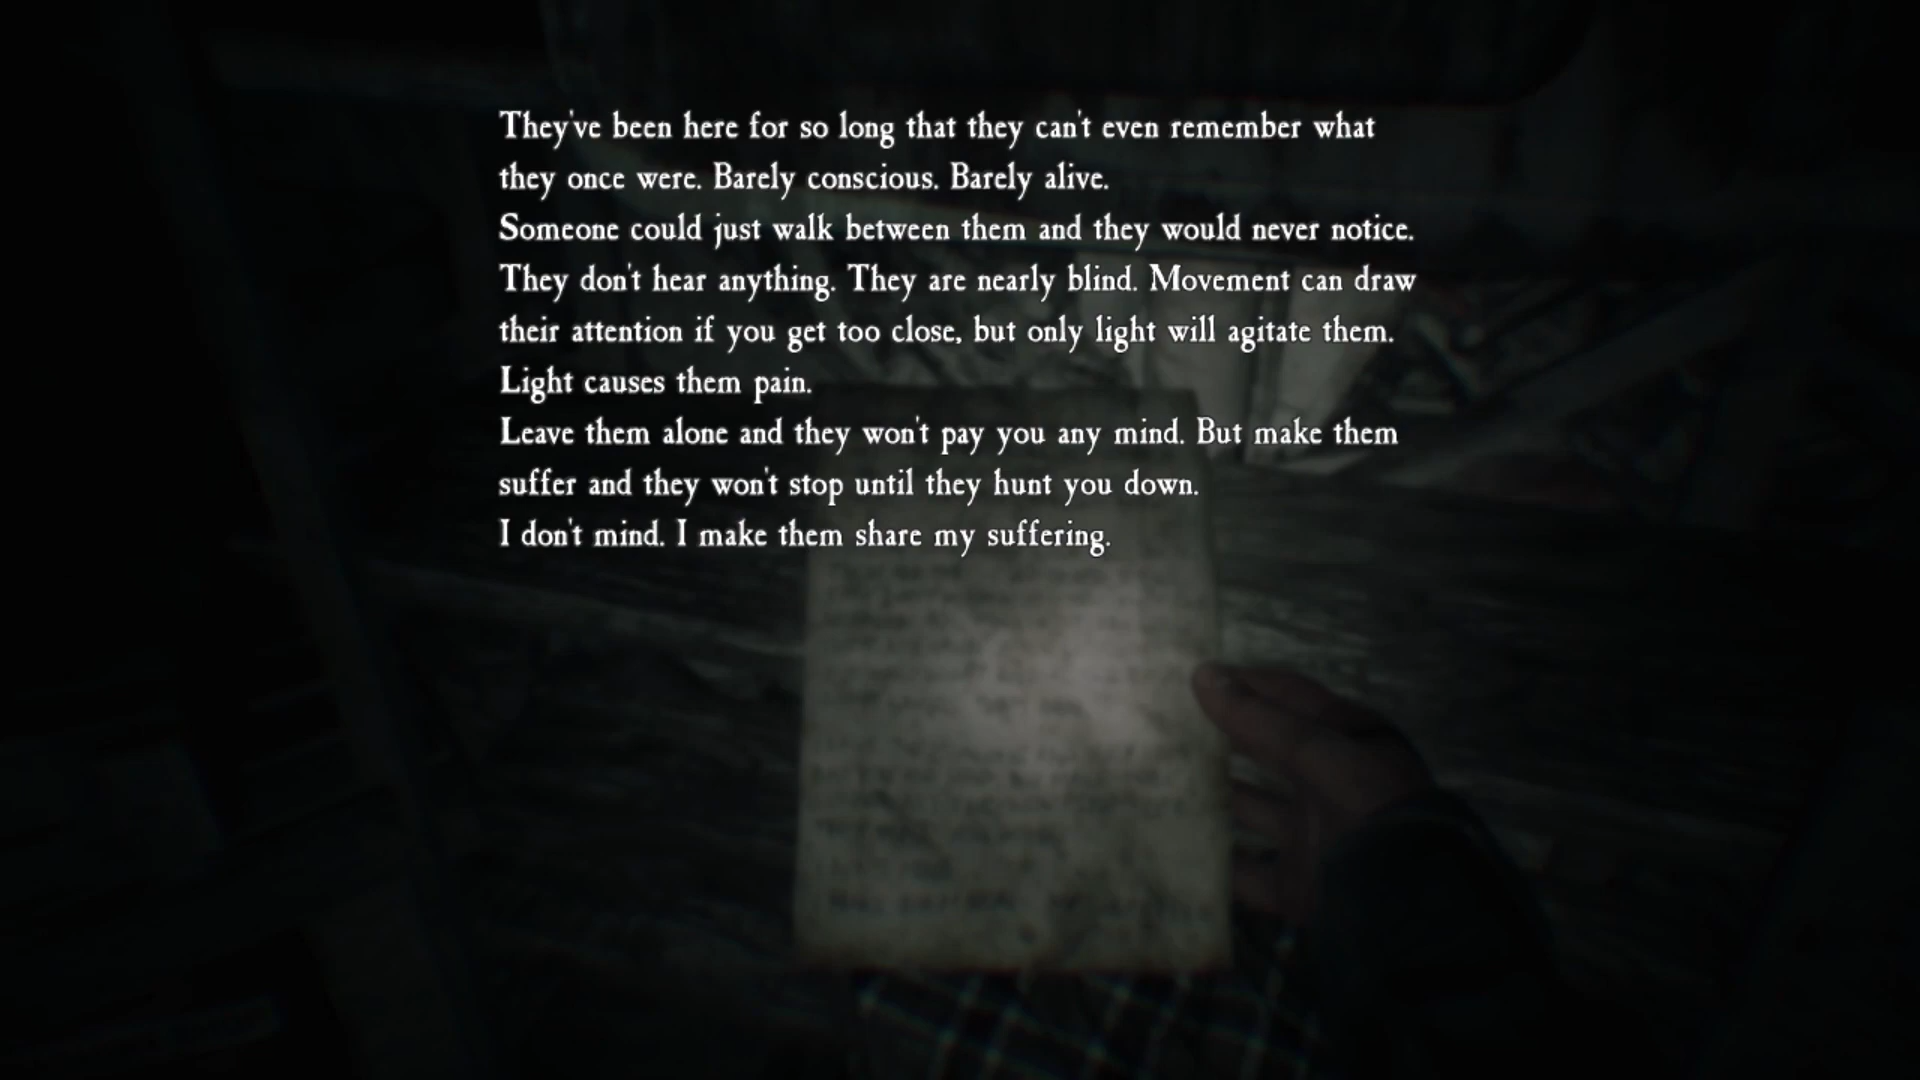 They've been here for so long that they can't even remember what
they once were. Barely conscious. Barely alive.
Someone could just walk between them and they would never notice.
They don't hear anything. They are nearly blind. Movement can draw
their attention if you get too close, but only light will agitate them.
Light causes them pain.
Leave them alone and they won't pay you any mind. But make them
suffer and they won't stop until they hunt you down.
I don't mind. I make them share my suffering.